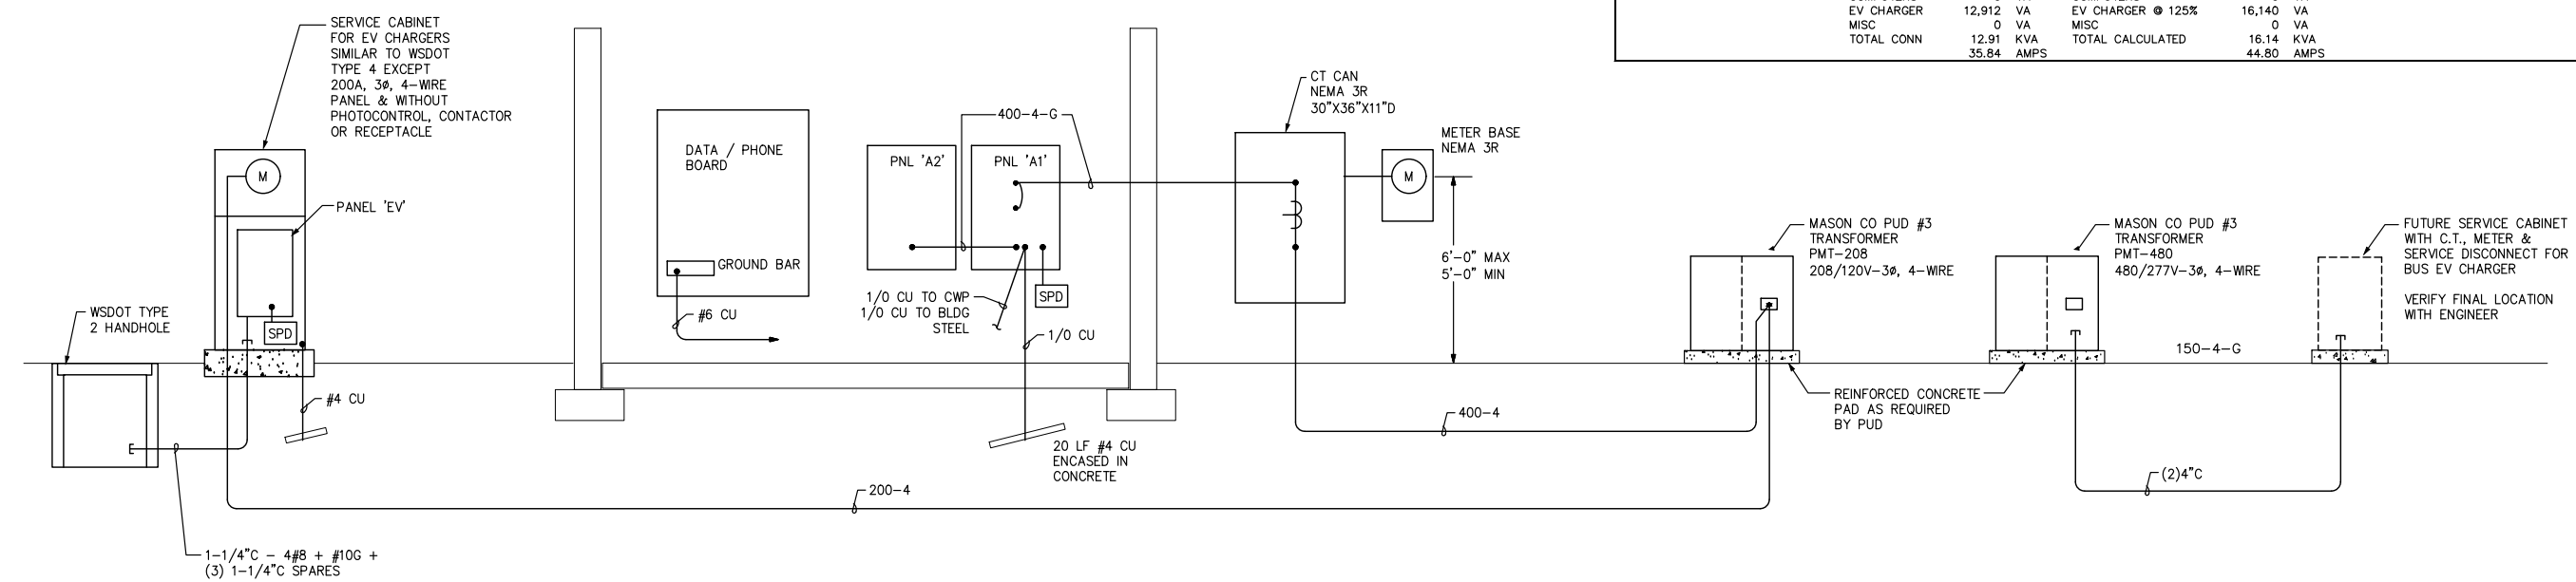 SERVICE CABINET
FOR EV CHARGERS
SIMILAR TO WSDOT
TYPE 4 EXCEPT
200A, 3ø, 4-WIRE
PANEL & WITHOUT
PHOTOCONTROL, CONTACTOR
OR RECEPTACLE
M
PANEL 'EV'
SPD
WSDOT TYPE
2 HANDHOLE
#4 CU
1-1/4"C - 4#8 + #10G +
(3) 1-1/4"C SPARES
DATA / PHONE
BOARD
GROUND BAR
#6 CU
400-4-G
PNL 'A2'
PNL 'A1'
1/0 CU TO CWP
1/0 CU TO BLDG
STEEL
SPD
1/0 CU
20 LF #4 CU
ENCASED IN
CONCRETE
200-4
CT CAN
NEMA 3R
30"X36"X11"D
METER BASE
NEMA 3R
M
6'-0" MAX
5'-0" MIN
400-4
EV CHARGER 12,912 VA EV CHARGER @ 125% 16,140 VA
MISC 0 VA MISC 0 VA
TOTAL CONN 12.91 KVA TOTAL CALCULATED 16.14 KVA
35.84 AMPS 44.80 AMPS
MASON CO PUD #3
TRANSFORMER
PMT-208
208/120V-3ø, 4-WIRE
MASON CO PUD #3
TRANSFORMER
PMT-480
480/277V-3ø, 4-WIRE
FUTURE SERVICE CABINET
WITH C.T., METER &
SERVICE DISCONNECT FOR
BUS EV CHARGER
VERIFY FINAL LOCATION
WITH ENGINEER
150-4-G
REINFORCED CONCRETE
PAD AS REQUIRED
BY PUD
(2)4"C